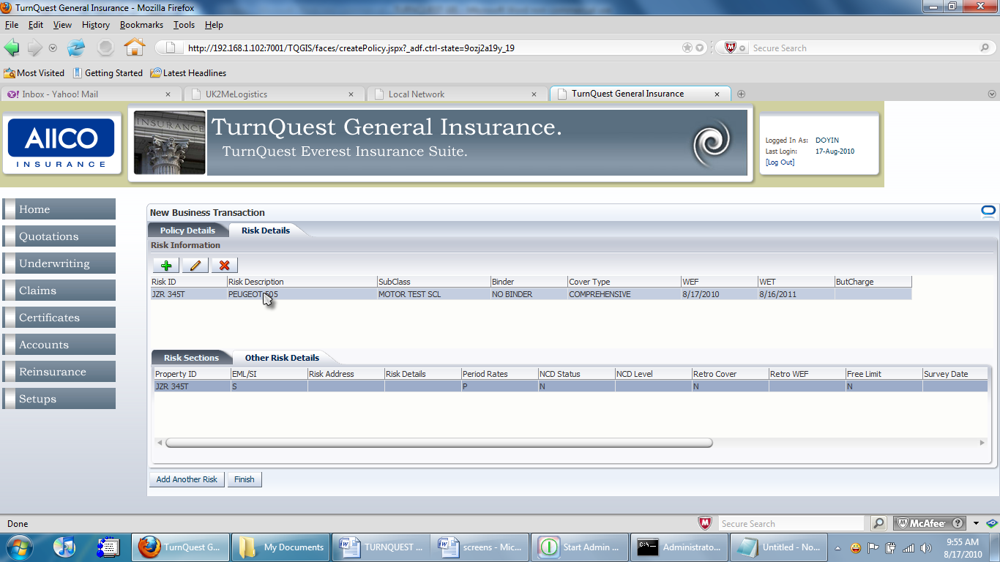 TurnQuest General Insurance - Mozilla Firefox
File Edit View History Bookmarks Tools Help
http://192.168.1.102:7001/TQGIS/faces/createPolicy.jspx?_adf.ctrl-state=9ozj2a19y_19
Secure Search
Most Visited Getting Started Latest Headlines
Inbox - Yahoo! Mail UK2MeLogistics Local Network TurnQuest General Insurance
AIICO
INSURANCE
INSURANCE
TurnQuest General Insurance.
TurnQuest Everest Insurance Suite.
Logged In As: DOYIN
Last Login: 17-Aug-2010
[Log Out]
Home
Quotations
Underwriting
Claims
Certificates
Accounts
Reinsurance
Setups
New Business Transaction
Policy Details Risk Details
Risk Information
Risk ID Risk Description SubClass Binder Cover Type WEF WET ButCharge
JZR 345T PEUGEOT 505 MOTOR TEST SCL NO BINDER COMPREHENSIVE 8/17/2010 8/16/2011
Risk Sections Other Risk Details
Property ID EML/SI Risk Address Risk Details Period Rates NCD Status NCD Level Retro Cover Retro WEF Free Limit Survey Date
JZR 345T S P N N N
Add Another Risk Finish
Done
Secure Search
McAfee
TurnQuest G... My Documents TURNQUEST ... screens - Mic... Start Admin ... Administrato... Untitled - No...
9:55 AM
8/17/2010